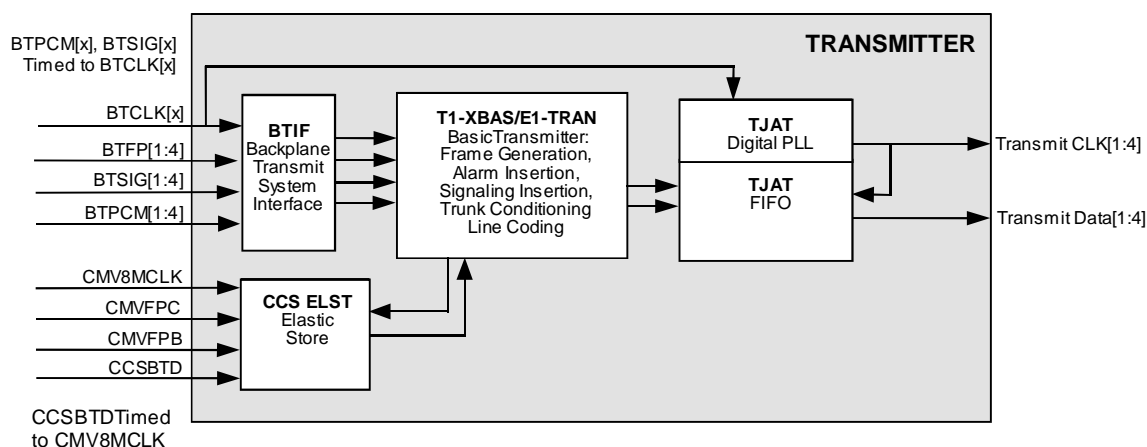 BTPCM[x], BTSIG[x]
Timed to BTCLK[x]
TRANSMITTER
BTCLK[x]
BTFP[1:4]
BTSIG[1:4]
BTPCM[1:4]
BTIF
Backplane
Transmit
System
Interface
T1-XBAS/E1-TRAN
BasicTransmitter:
Frame Generation,
Alarm Insertion,
Signaling Insertion,
Trunk Conditioning
Line Coding
TJAT
Digital PLL
TJAT
FIFO
Transmit CLK[1:4]
Transmit Data[1:4]
CMV8MCLK
CMVFPC
CMVFPB
CCSBTD
CCS ELST
Elastic
Store
CCSBTDTimed
to CMV8MCLK